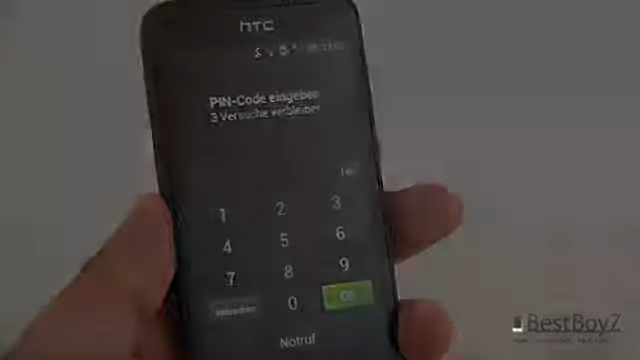 hTC
PIN-Code eingeben
3 Versuche verbleiben
1 2 3
4 5 6
7 8 9
0 OK
Notruf
BestBoyZ